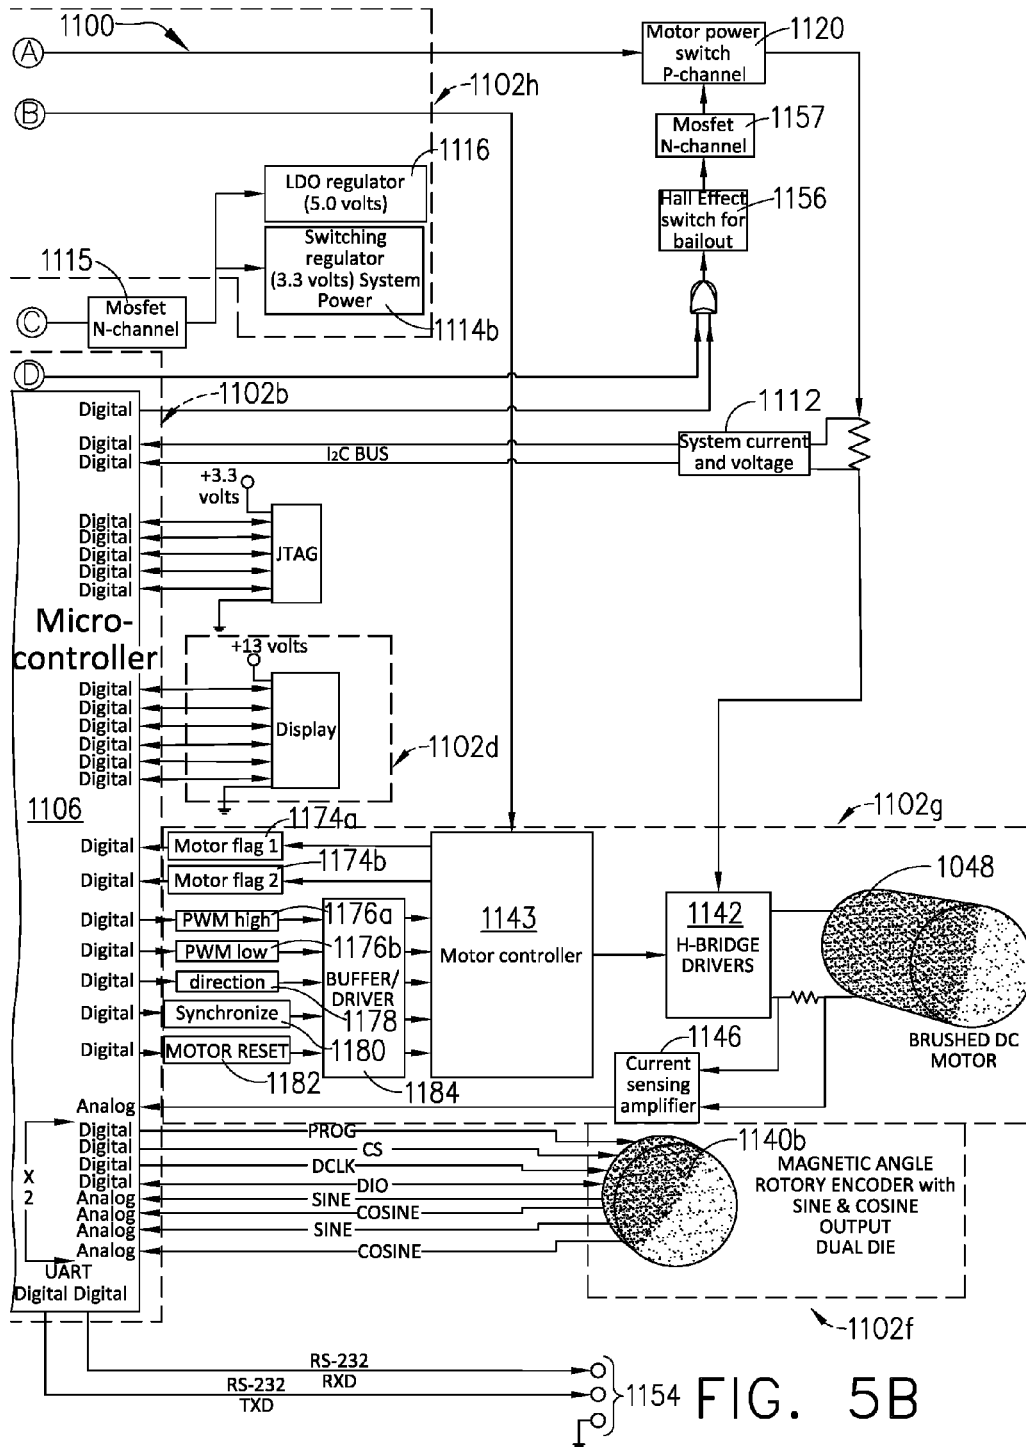 A
1100
Motor power
switch
P-channel
1120
B
1102h
Mosfet
N-channel
1157
1116
LDO regulator
(5.0 volts)
Hall Effect
switch for
bailout
1156
Switching
regulator
(3.3 volts) System
Power
1114b
1115
C
Mosfet
N-channel
D
1102b
Digital
Digital
Digital
I2C BUS
1112
System current
and voltage
+3.3
volts
Digital
Digital
Digital
Digital
Digital
JTAG
Micro-
controller
+13 volts
Digital
Digital
Digital
Digital
Digital
Digital
Display
1102d
1106
1102g
Digital
Motor flag 1
1174a
Digital
Motor flag 2
1174b
Digital
PWM high
1176a
Digital
PWM low
1176b
Digital
direction
1178
Digital
Synchronize
1180
Digital
MOTOR RESET
1182
BUFFER/
DRIVER
1184
1143
Motor controller
1142
H-BRIDGE
DRIVERS
1048
BRUSHED DC
MOTOR
1146
Current
sensing
amplifier
Analog
Digital
PROG
Digital
CS
Digital
DCLK
Digital
DIO
Analog
SINE
Analog
COSINE
Analog
SINE
Analog
COSINE
X
2
1140b
MAGNETIC ANGLE
ROTORY ENCODER with
SINE & COSINE
OUTPUT
DUAL DIE
1102f
UART
Digital Digital
RS-232
RXD
RS-232
TXD
1154
FIG. 5B